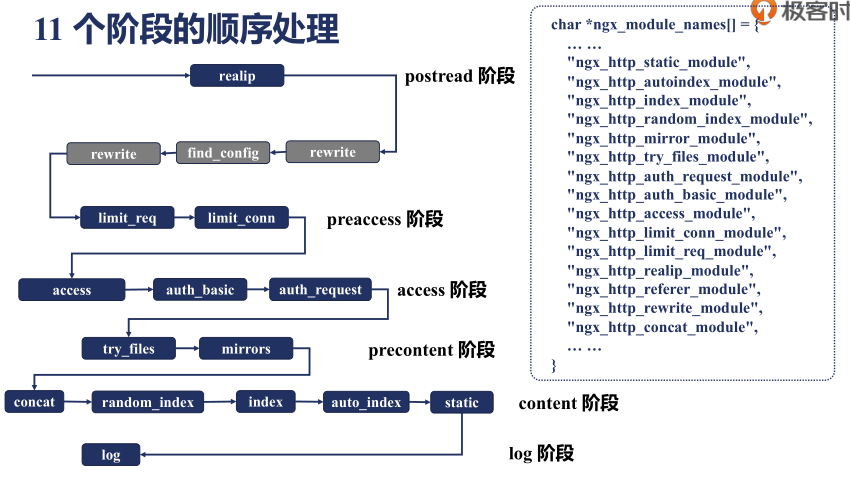 11 个阶段的顺序处理
极客时
realip
postread 阶段
rewrite
find_config
rewrite
limit_req
limit_conn
preaccess 阶段
access
auth_basic
auth_request
access 阶段
try_files
mirrors
precontent 阶段
concat
random_index
index
auto_index
static
content 阶段
log
log 阶段
char *ngx_module_names[] = {
… …
"ngx_http_static_module",
"ngx_http_autoindex_module",
"ngx_http_index_module",
"ngx_http_random_index_module",
"ngx_http_mirror_module",
"ngx_http_try_files_module",
"ngx_http_auth_request_module",
"ngx_http_auth_basic_module",
"ngx_http_access_module",
"ngx_http_limit_conn_module",
"ngx_http_limit_req_module",
"ngx_http_realip_module",
"ngx_http_referer_module",
"ngx_http_rewrite_module",
"ngx_http_concat_module",
… …
}